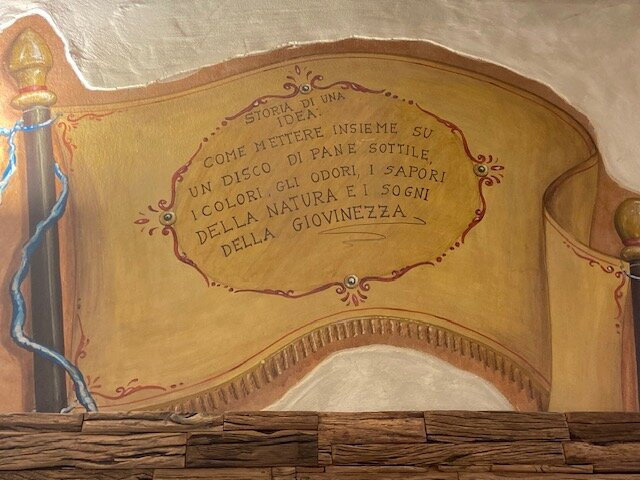 STORIA DI UNA
IDEA:
COME METTERE INSIEME SU
UN DISCO DI PANE SOTTILE,
I COLORI, GLI ODORI, I SAPORI
DELLA NATURA E I SOGNI
DELLA GIOVINEZZA